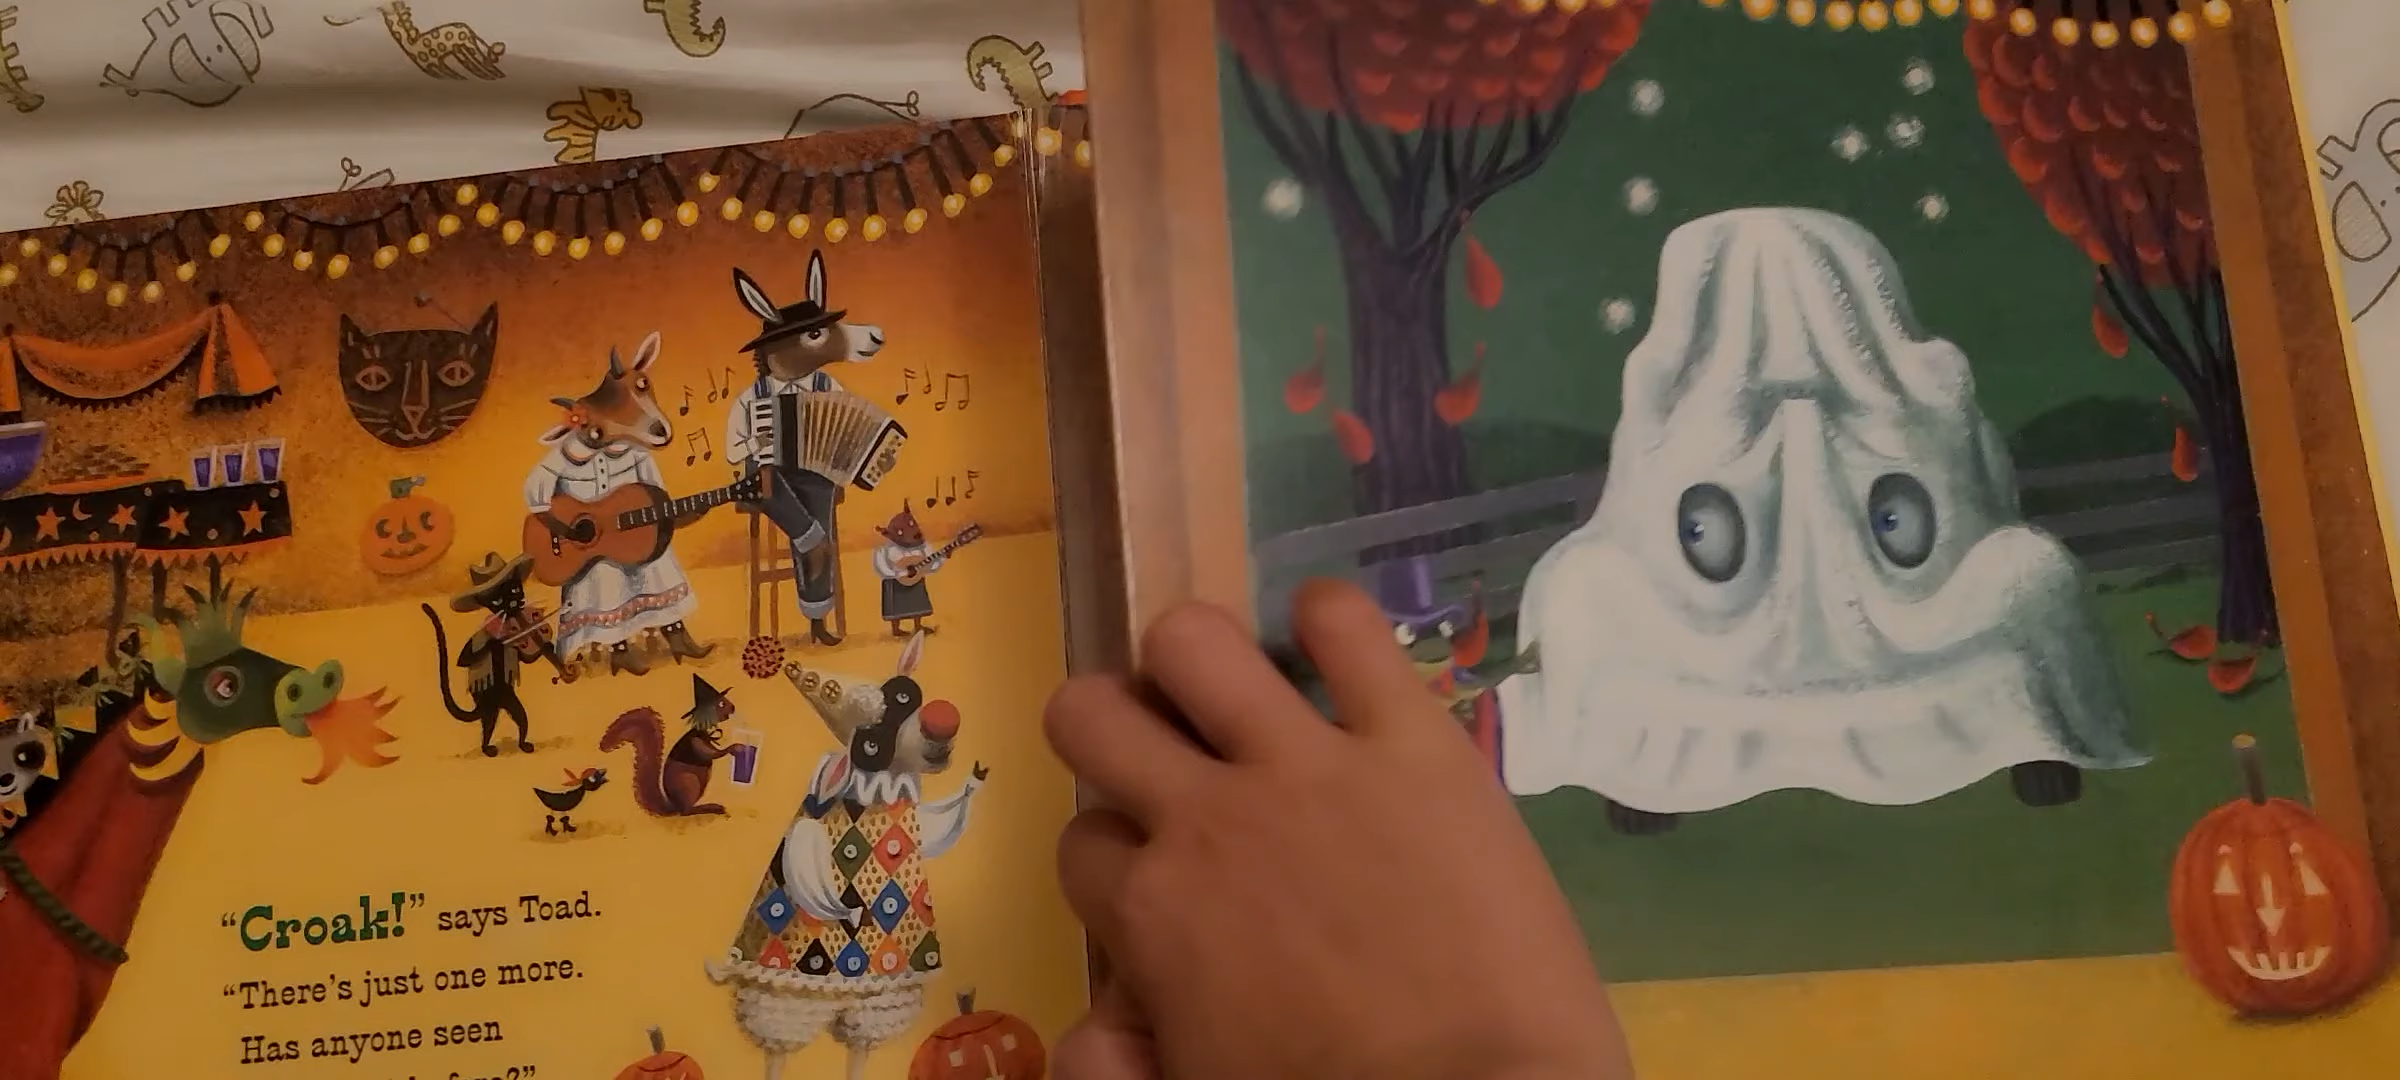 “Croak!” says Toad.
“There’s just one more.
Has anyone seen